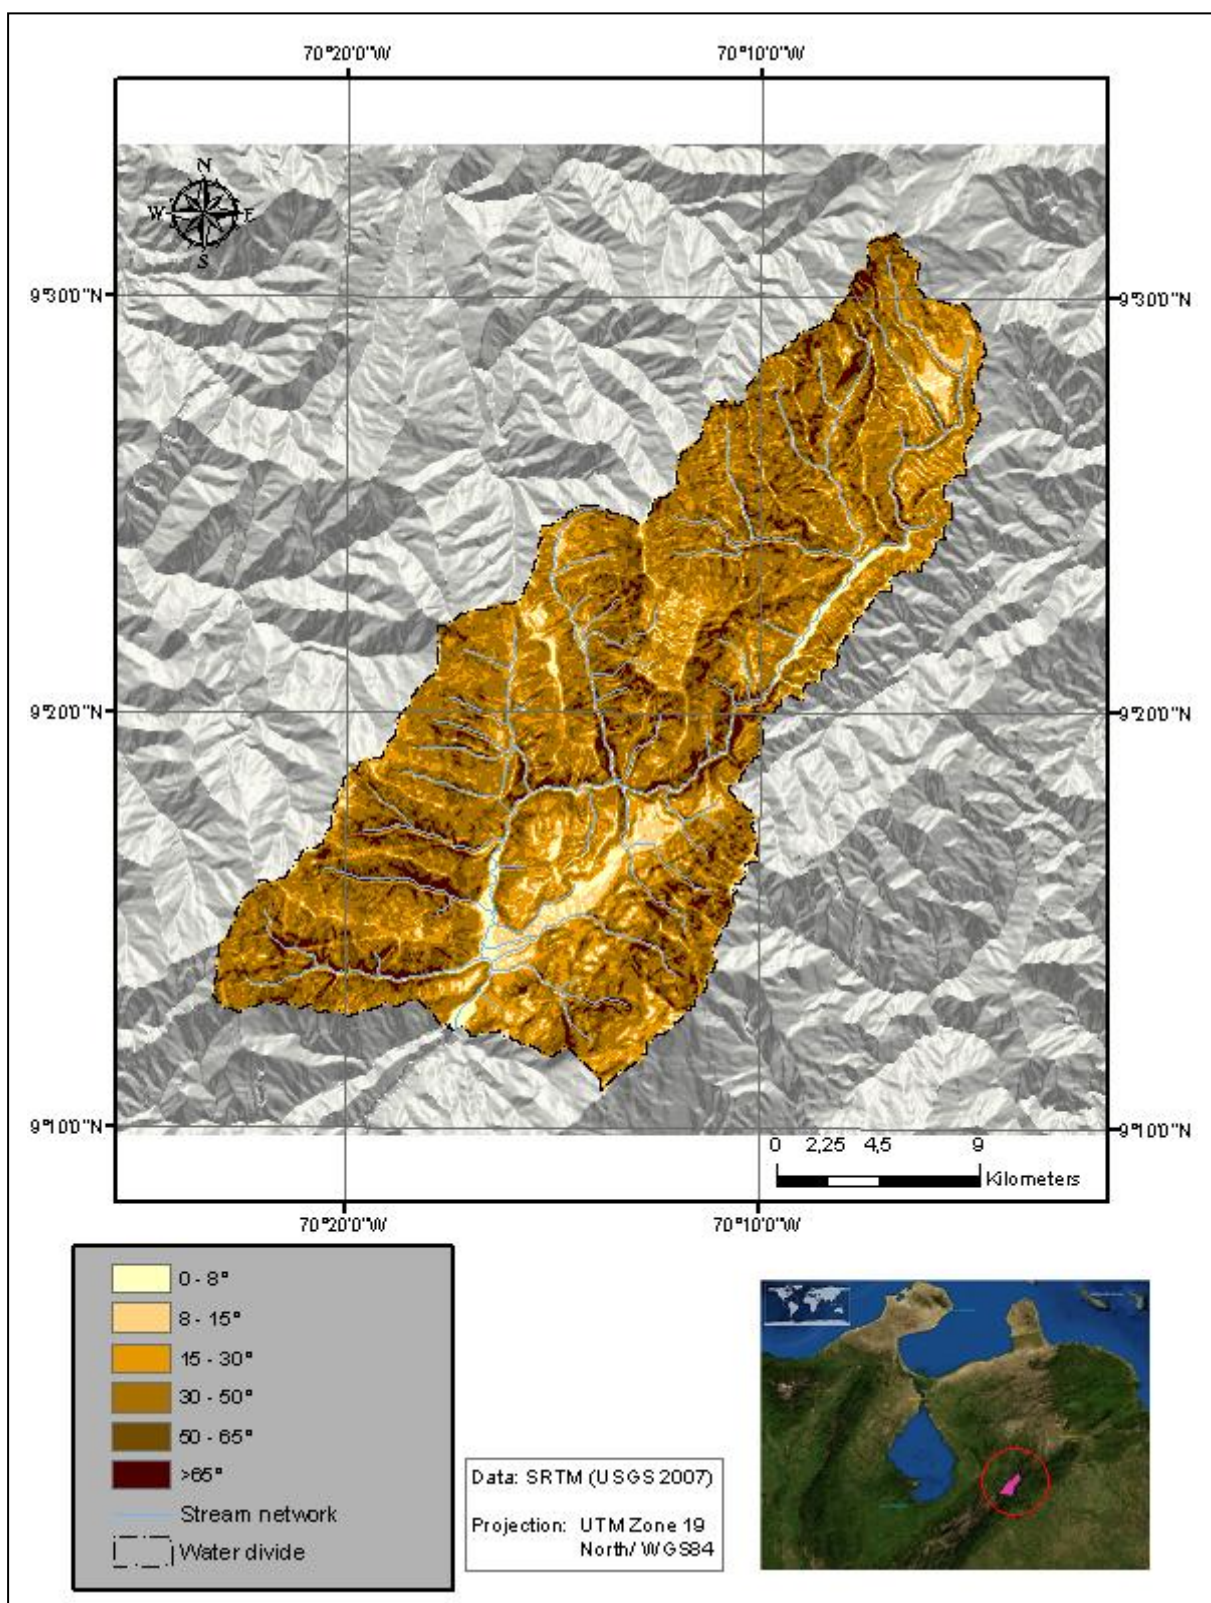 70°20'0"W 70°10'0"W
N
W E
S
9°30'0"N 9°30'0"N
9°20'0"N 9°20'0"N
9°10'0"N 9°10'0"N
0 2,25 4,5 9
Kilometers
70°20'0"W 70°10'0"W
0 - 8°
8 - 15°
15 - 30°
30 - 50°
50 - 65°
>65°
Stream network
Water divide
Data: SRTM (USGS 2007)
Projection: UTM Zone 19
North/ WGS84